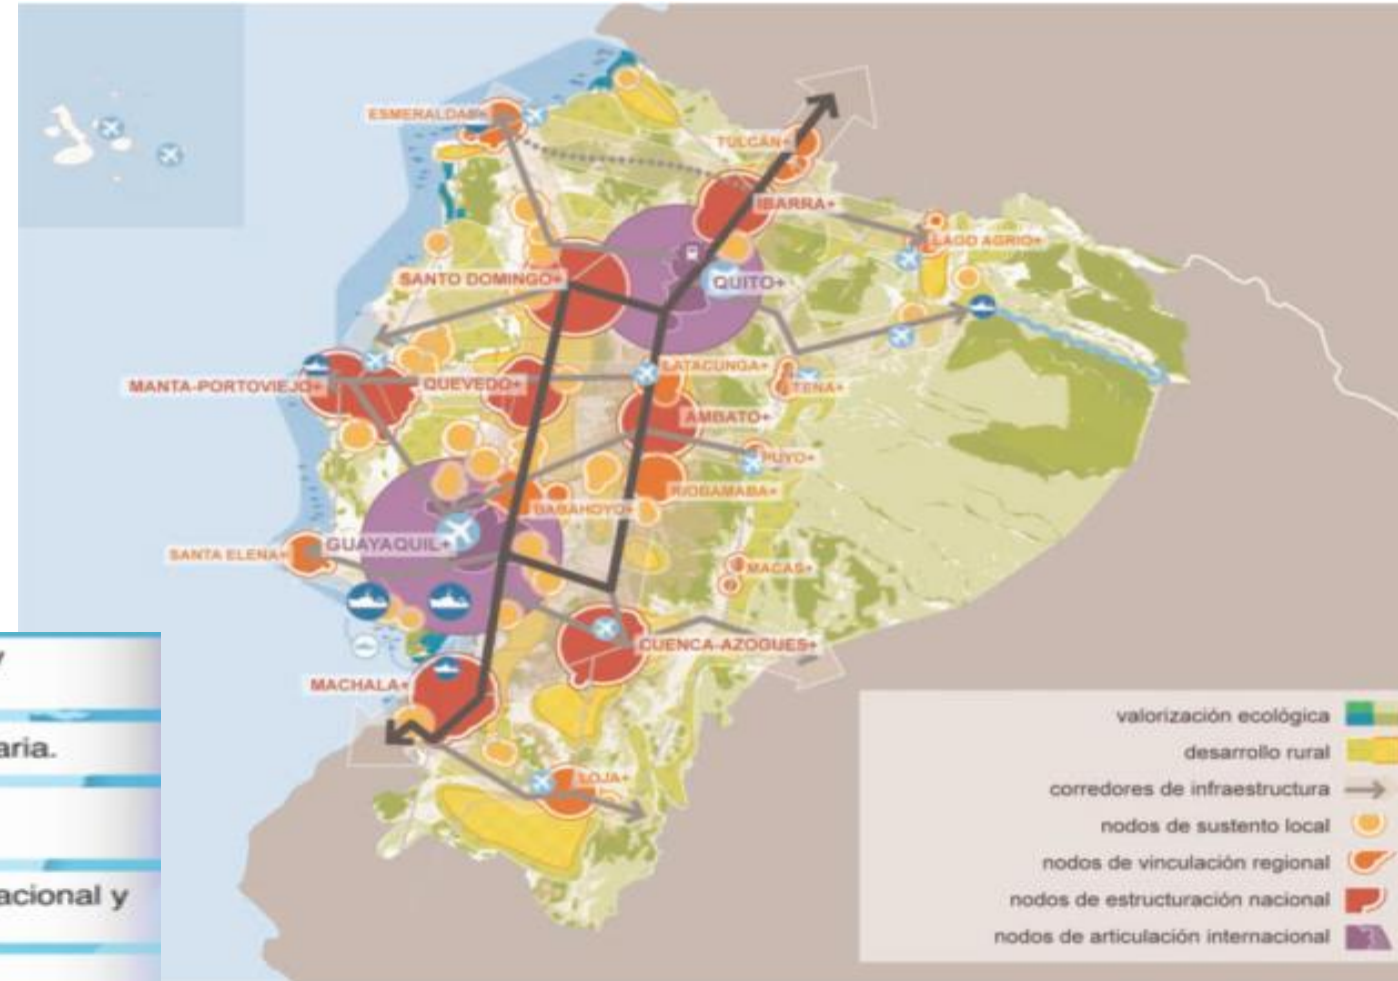 ESMERALDAS+
TULCÁN+
IBARRA+
LAGO AGRIO+
SANTO DOMINGO+
QUITO+
LATACUNGA+
MANTA-PORTOVIEJO+
QUEVEDO+
TENA+
AMBATO+
PUYO+
RIOBAMABA+
BABAHOYO+
GUAYAQUIL+
SANTA ELENA+
MACAS+
CUENCA-AZOGUES+
MACHALA+
LOJA+
y
aria.
acional y
valorización ecológica
desarrollo rural
corredores de infraestructura
nodos de sustento local
nodos de vinculación regional
nodos de estructuración nacional
nodos de articulación internacional